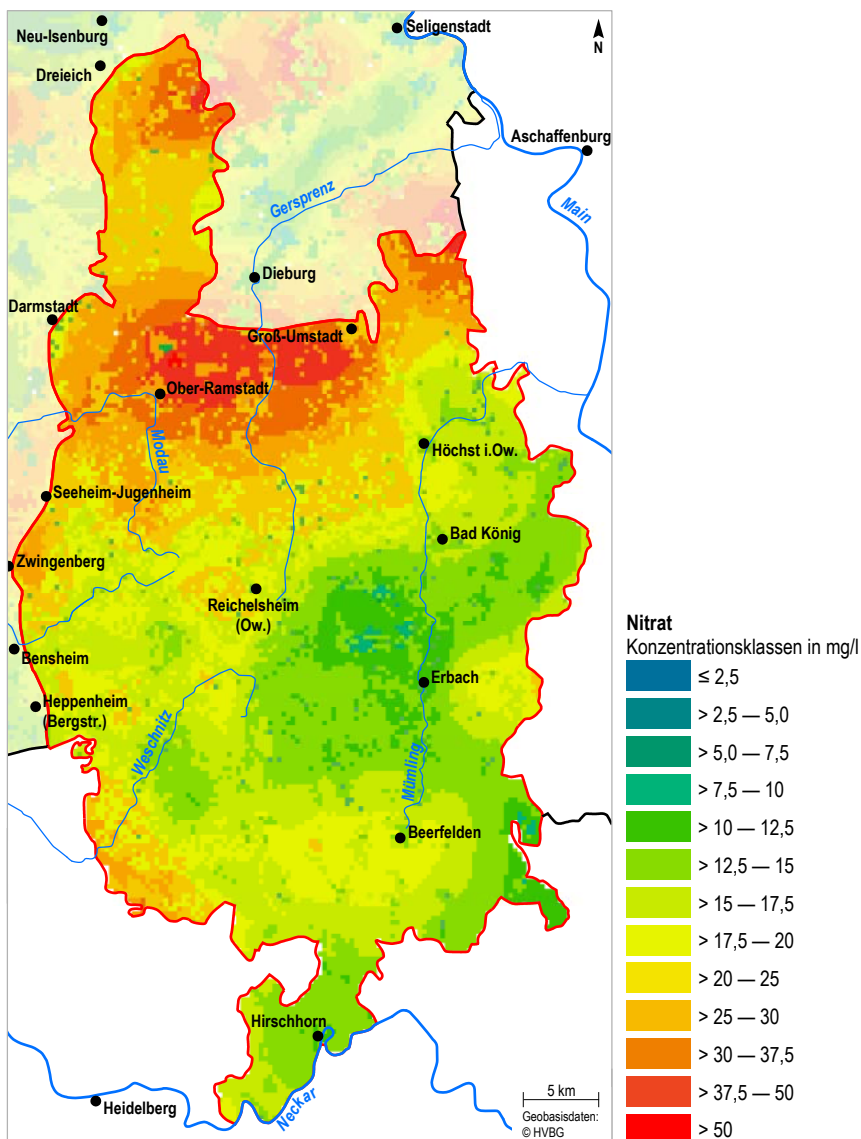 Neu-Isenburg
Seligenstadt
N
Dreieich
Aschaffenburg
Gersprenz
Main
Dieburg
Darmstadt
Groß-Umstadt
Ober-Ramstadt
Modau
Höchst i.Ow.
Seeheim-Jugenheim
Bad König
Zwingenberg
Reichelsheim
(Ow.)
Bensheim
Erbach
Heppenheim
(Bergstr.)
Weschnitz
Mümling
Beerfelden
Hirschhorn
Neckar
Heidelberg
5 km
Geobasisdaten:
© HVBG
Nitrat
Konzentrationsklassen in mg/l
≤ 2,5
> 2,5 — 5,0
> 5,0 — 7,5
> 7,5 — 10
> 10 — 12,5
> 12,5 — 15
> 15 — 17,5
> 17,5 — 20
> 20 — 25
> 25 — 30
> 30 — 37,5
> 37,5 — 50
> 50